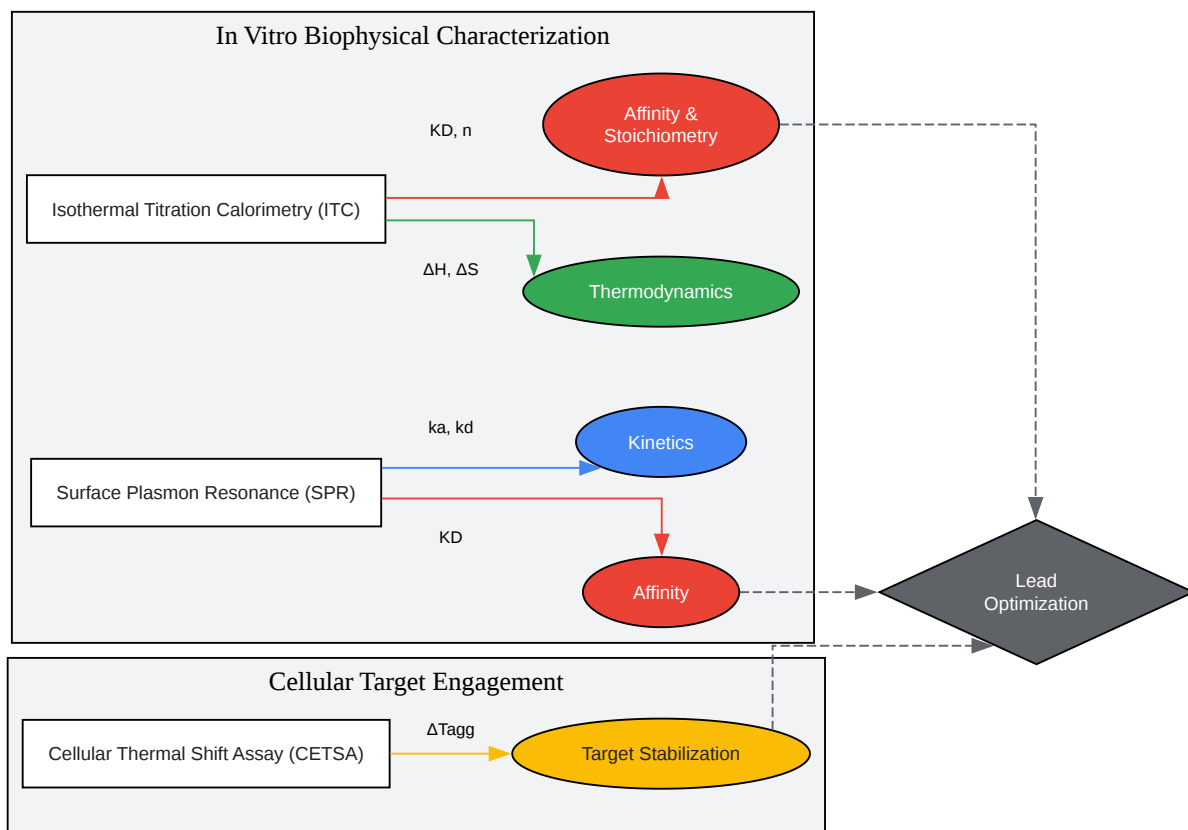 In Vitro Biophysical Characterization
Affinity &
Stoichiometry
KD, n
Isothermal Titration Calorimetry (ITC)
ΔH, ΔS
Thermodynamics
ka, kd
Kinetics
Surface Plasmon Resonance (SPR)
KD
Affinity
Lead
Optimization
Cellular Target Engagement
ΔTagg
Cellular Thermal Shift Assay (CETSA)
Target Stabilization